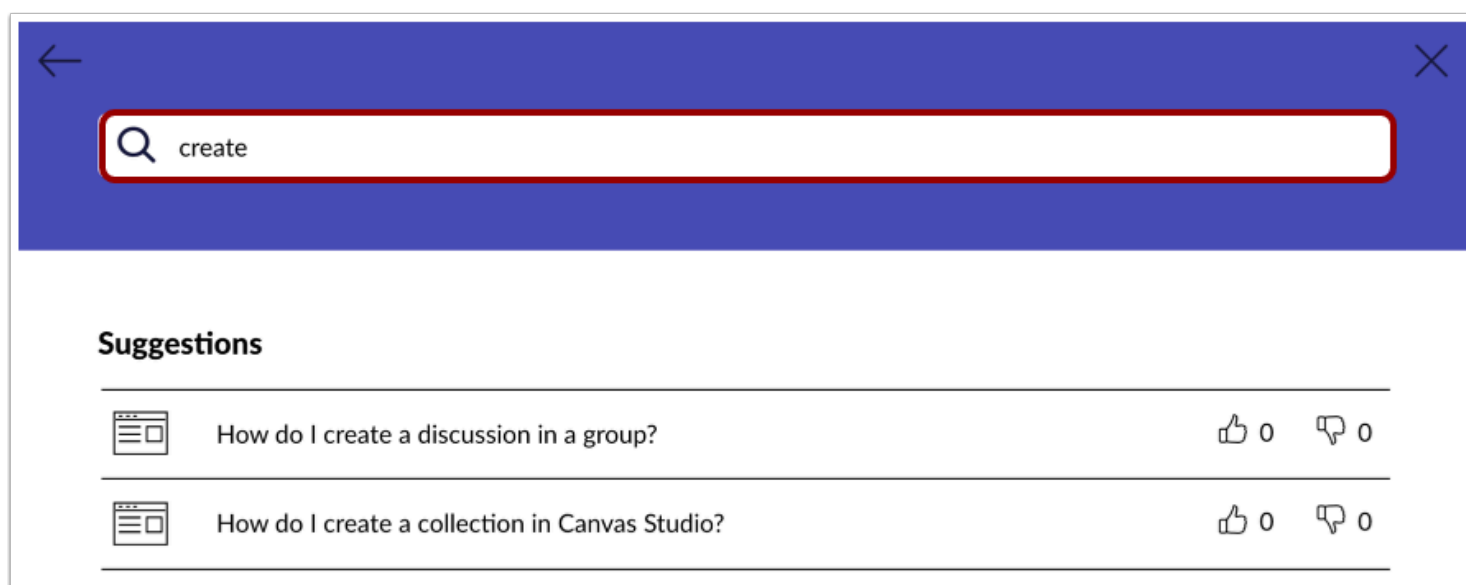 create
Suggestions
How do I create a discussion in a group? 0 0
How do I create a collection in Canvas Studio? 0 0